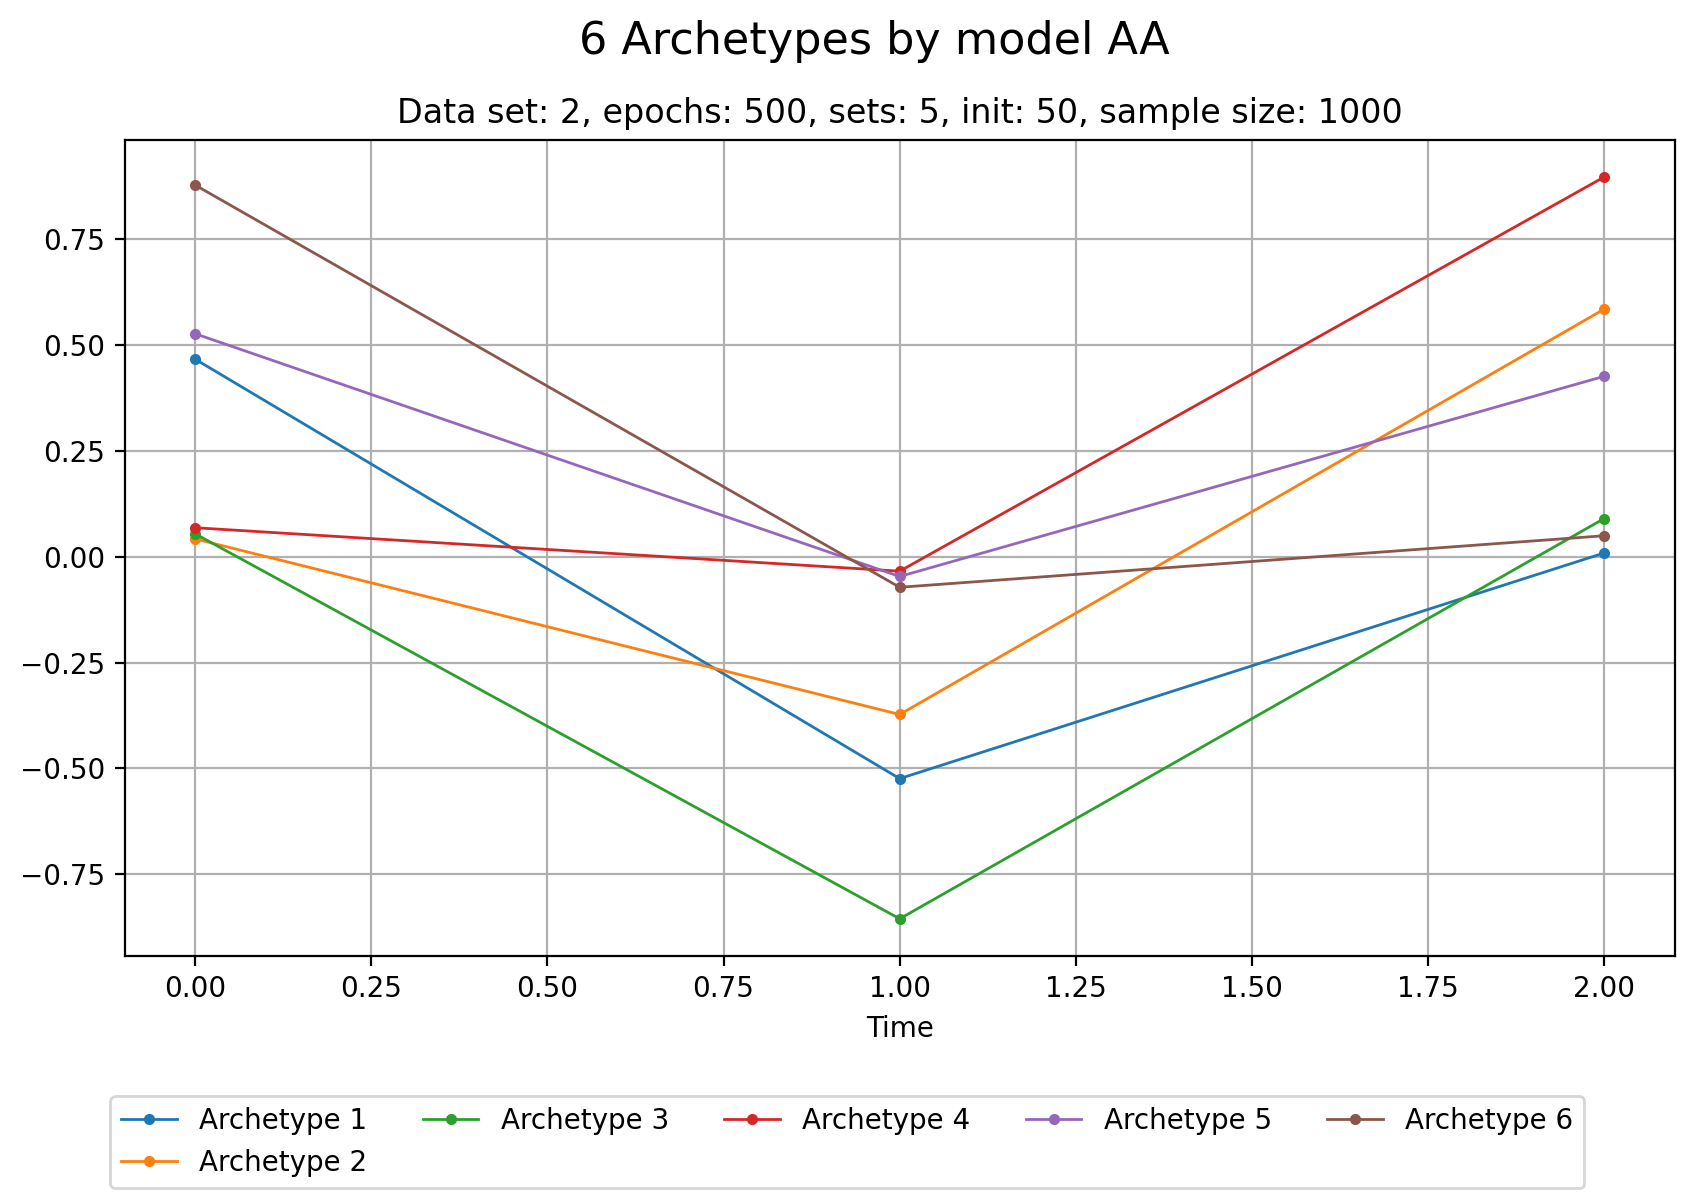 6 Archetypes by model AA
Data set: 2, epochs: 500, sets: 5, init: 50, sample size: 1000
0.75
0.50
0.25
0.00
−0.25
−0.50
−0.75
0.00 0.25 0.50 0.75 1.00 1.25 1.50 1.75 2.00
Time
Archetype 1 Archetype 3 Archetype 4 Archetype 5 Archetype 6
Archetype 2